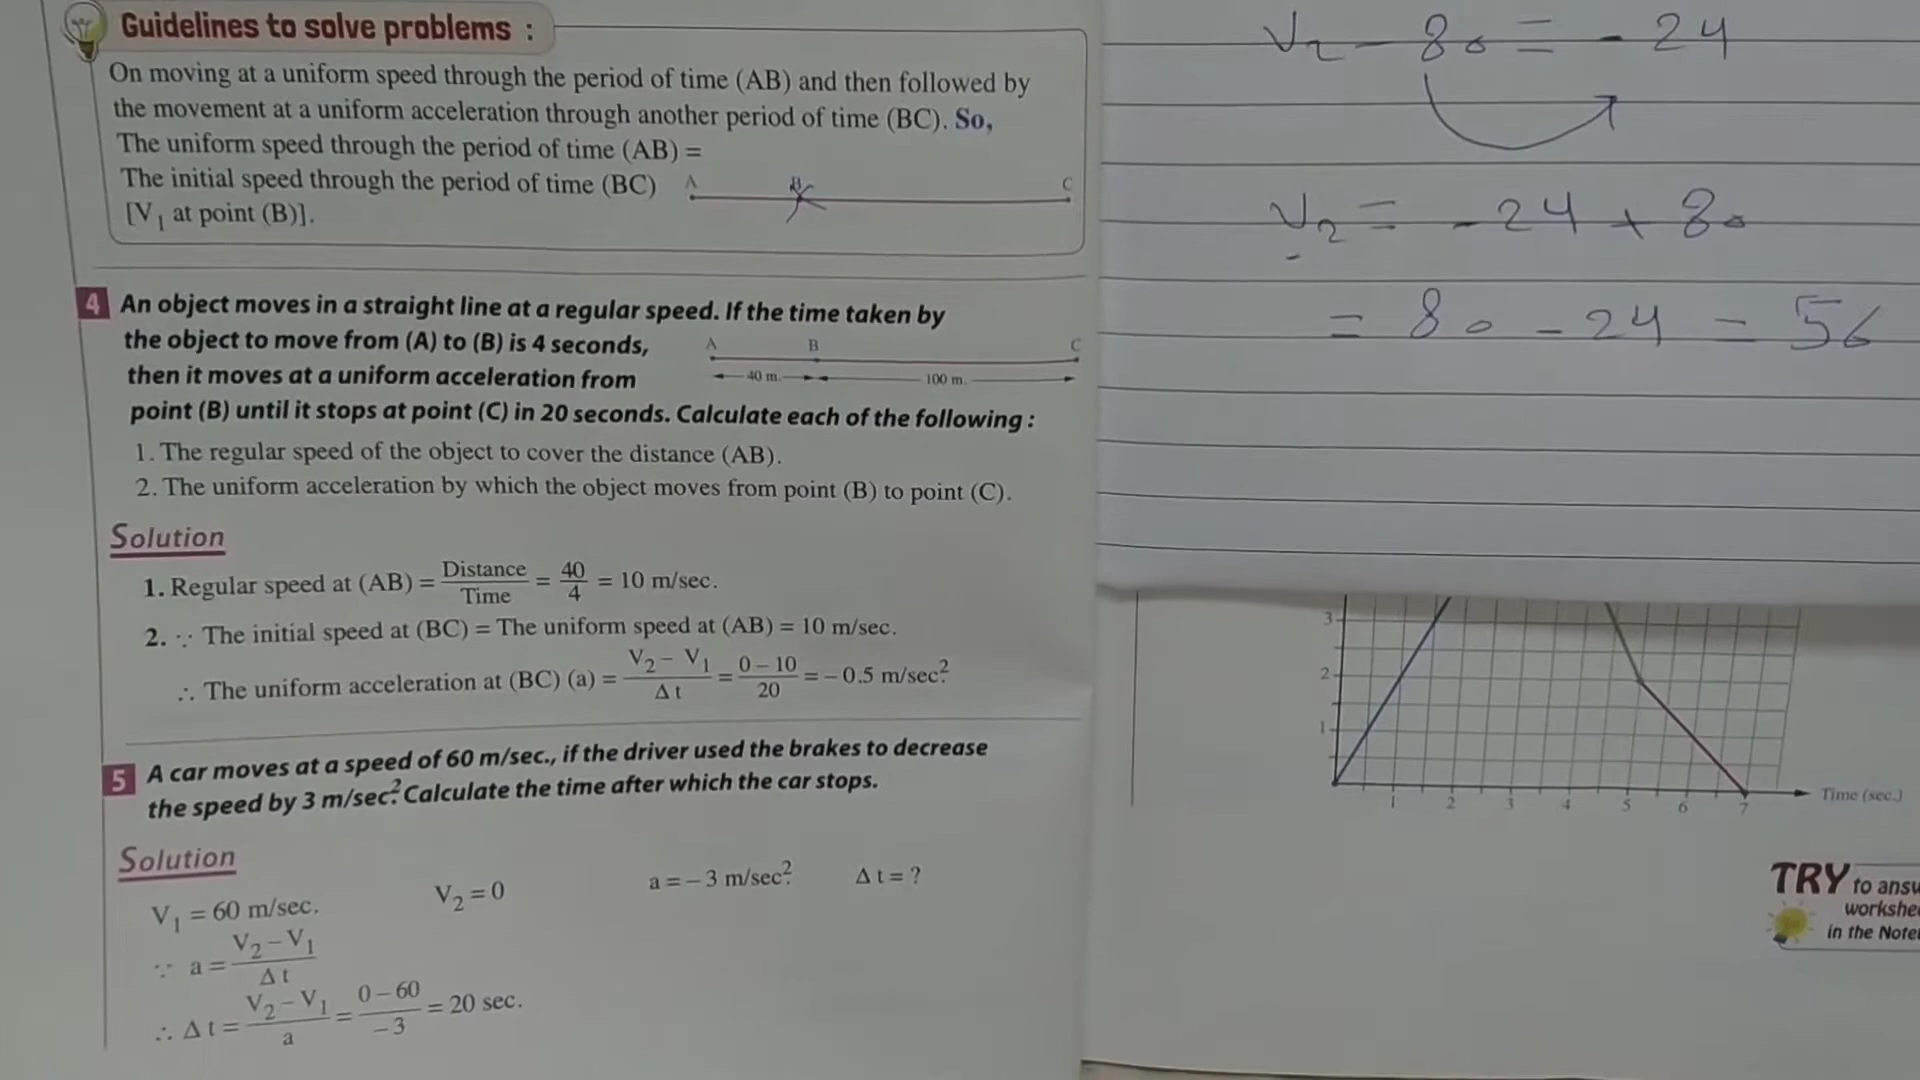 Guidelines to solve problems :
On moving at a uniform speed through the period of time (AB) and then followed by
the movement at a uniform acceleration through another period of time (BC). So,
The uniform speed through the period of time (AB) =
The initial speed through the period of time (BC)
A B C
[V₁ at point (B)].
4 An object moves in a straight line at a regular speed. If the time taken by
the object to move from (A) to (B) is 4 seconds,
A B C
then it moves at a uniform acceleration from
40 m. 100 m.
point (B) until it stops at point (C) in 20 seconds. Calculate each of the following :
1. The regular speed of the object to cover the distance (AB).
2. The uniform acceleration by which the object moves from point (B) to point (C).
Solution
1. Regular speed at (AB) = Distance/Time = 40/4 = 10 m/sec.
2. ∵ The initial speed at (BC) = The uniform speed at (AB) = 10 m/sec.
∴ The uniform acceleration at (BC) (a) = V₂ – V₁/Δt = 0 – 10/20 = – 0.5 m/sec².
5 A car moves at a speed of 60 m/sec., if the driver used the brakes to decrease
the speed by 3 m/sec². Calculate the time after which the car stops.
Solution
V₁ = 60 m/sec. V₂ = 0 a = – 3 m/sec². Δt = ?
∵ a = V₂ – V₁/Δt
∴ Δt = V₂ – V₁/a = 0 – 60/– 3 = 20 sec.
V₂ – 80 = – 24
V₂ = – 24 + 80
= 80 – 24 = 56
3
2
1
1 2 3 4 5 6 7 Time (sec.)
TRY to answ
workshe
in the Note